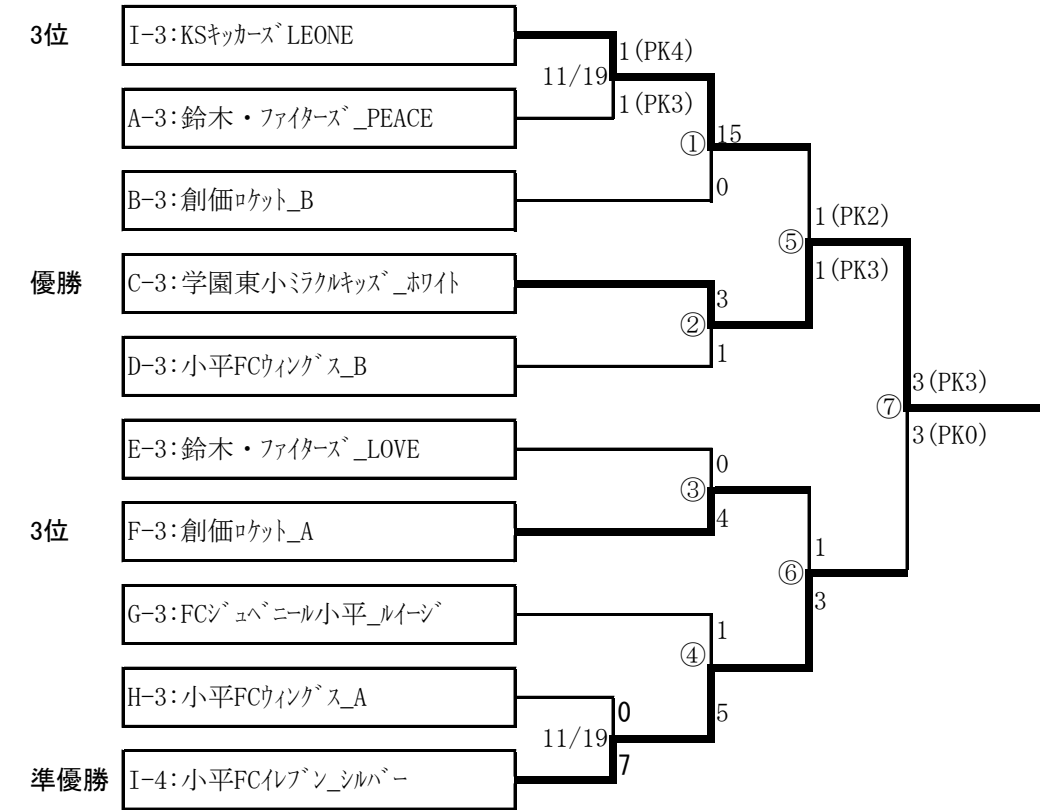 3位 I-3:KSｷｯｶｰｽﾞLEONE
1(PK4)
11/19
1(PK3)
A-3:鈴木・ﾌｧｲﾀｰｽﾞ_PEACE
① 15
0
B-3:創価ﾛｹｯﾄ_B
1(PK2)
⑤
1(PK3)
優勝 C-3:学園東小ﾐﾗｸﾙｷｯｽﾞ_ﾎﾜｲﾄ
3
②
1
D-3:小平FCｳｨﾝｸﾞｽ_B
3(PK3)
⑦
3(PK0)
E-3:鈴木・ﾌｧｲﾀｰｽﾞ_LOVE
0
③
4
3位 F-3:創価ﾛｹｯﾄ_A
1
⑥
3
G-3:FCｼﾞｭﾍﾞﾆｰﾙ小平_ﾙｲｰｼﾞ
1
④
5
H-3:小平FCｳｨﾝｸﾞｽ_A
0
11/19
7
準優勝 I-4:小平FCｲﾚﾌﾞﾝ_ｼﾙﾊﾞｰ